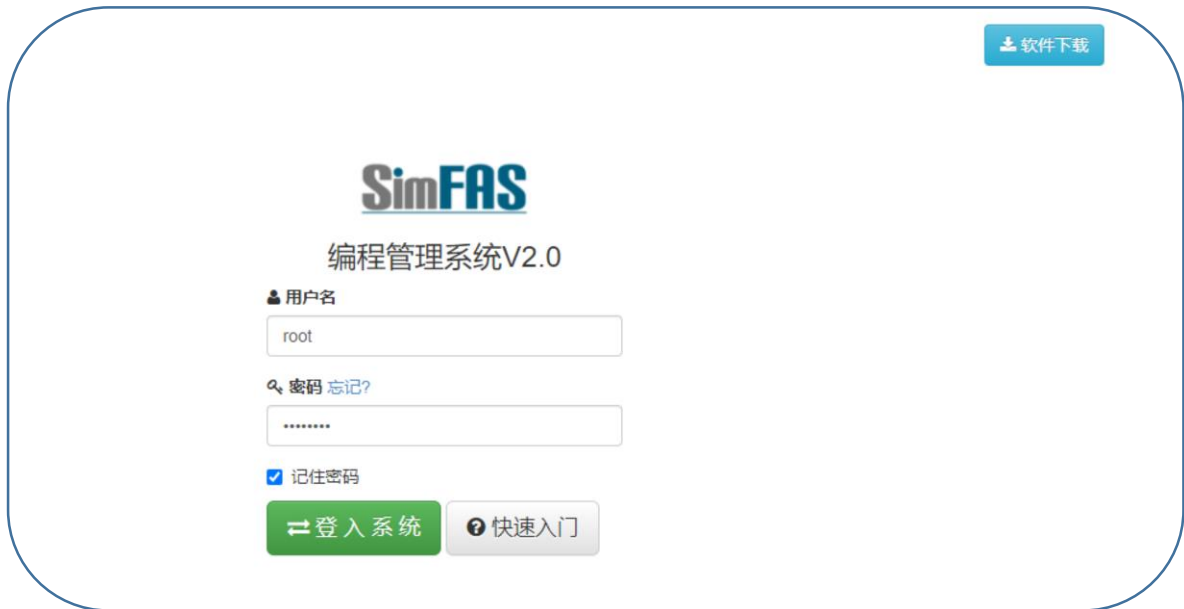 软件下载
SimFAS
编程管理系统V2.0
用户名
root
密码 忘记?
••••••••
记住密码
登入系统 快速入门